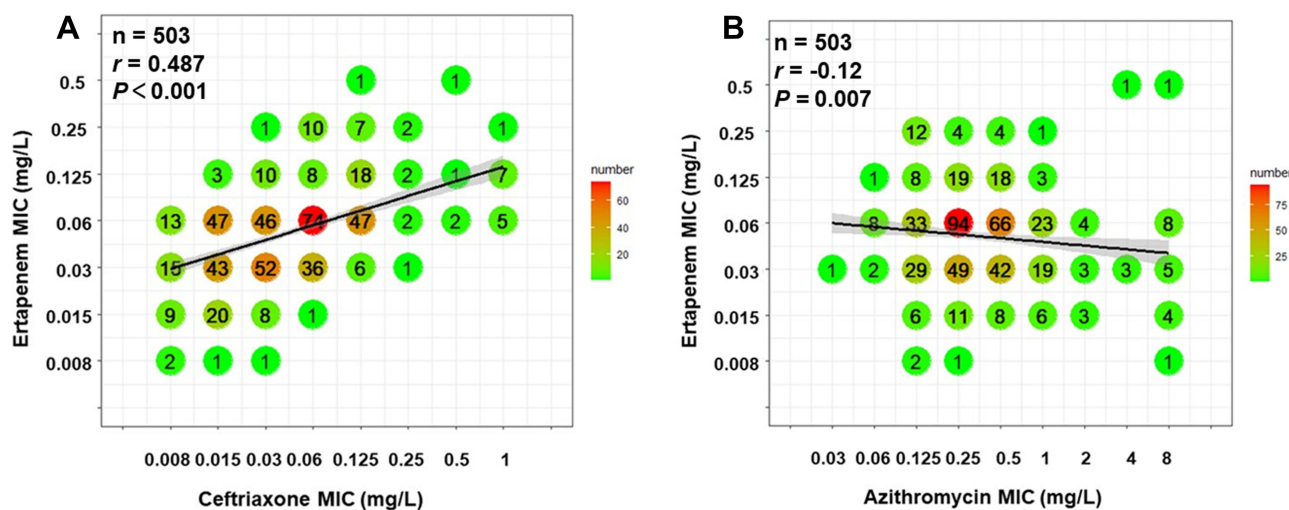 A
n = 503
r = 0.487
P < 0.001
Ertapenem MIC (mg/L)
0.5
0.25
0.125
0.06
0.03
0.015
0.008
1 1
1 10 7 2 1
3 10 8 18 2 1 7
13 47 46 74 47 2 2 5
15 43 52 36 6 1
9 20 8 1
2 1 1
0.008 0.015 0.03 0.06 0.125 0.25 0.5 1
Ceftriaxone MIC (mg/L)
number
60
40
20
B
n = 503
r = -0.12
P = 0.007
Ertapenem MIC (mg/L)
0.5
0.25
0.125
0.06
0.03
0.015
0.008
1 1
12 4 4 1
1 8 19 18 3
8 33 94 66 23 4 8
1 2 29 49 42 19 3 3 5
6 11 8 6 3 4
2 1 1
0.03 0.06 0.125 0.25 0.5 1 2 4 8
Azithromycin MIC (mg/L)
number
75
50
25